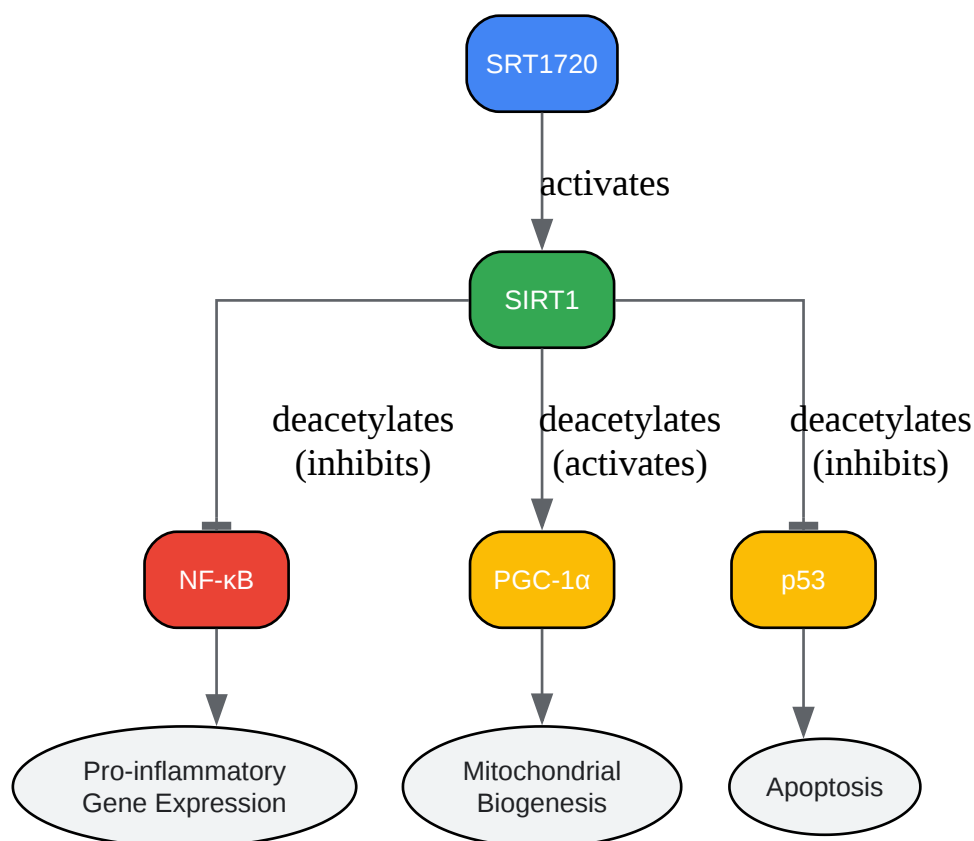 SRT1720
activates
SIRT1
deacetylates
(inhibits)
deacetylates
(activates)
deacetylates
(inhibits)
NF-κB
PGC-1α
p53
Pro-inflammatory
Gene Expression
Mitochondrial
Biogenesis
Apoptosis